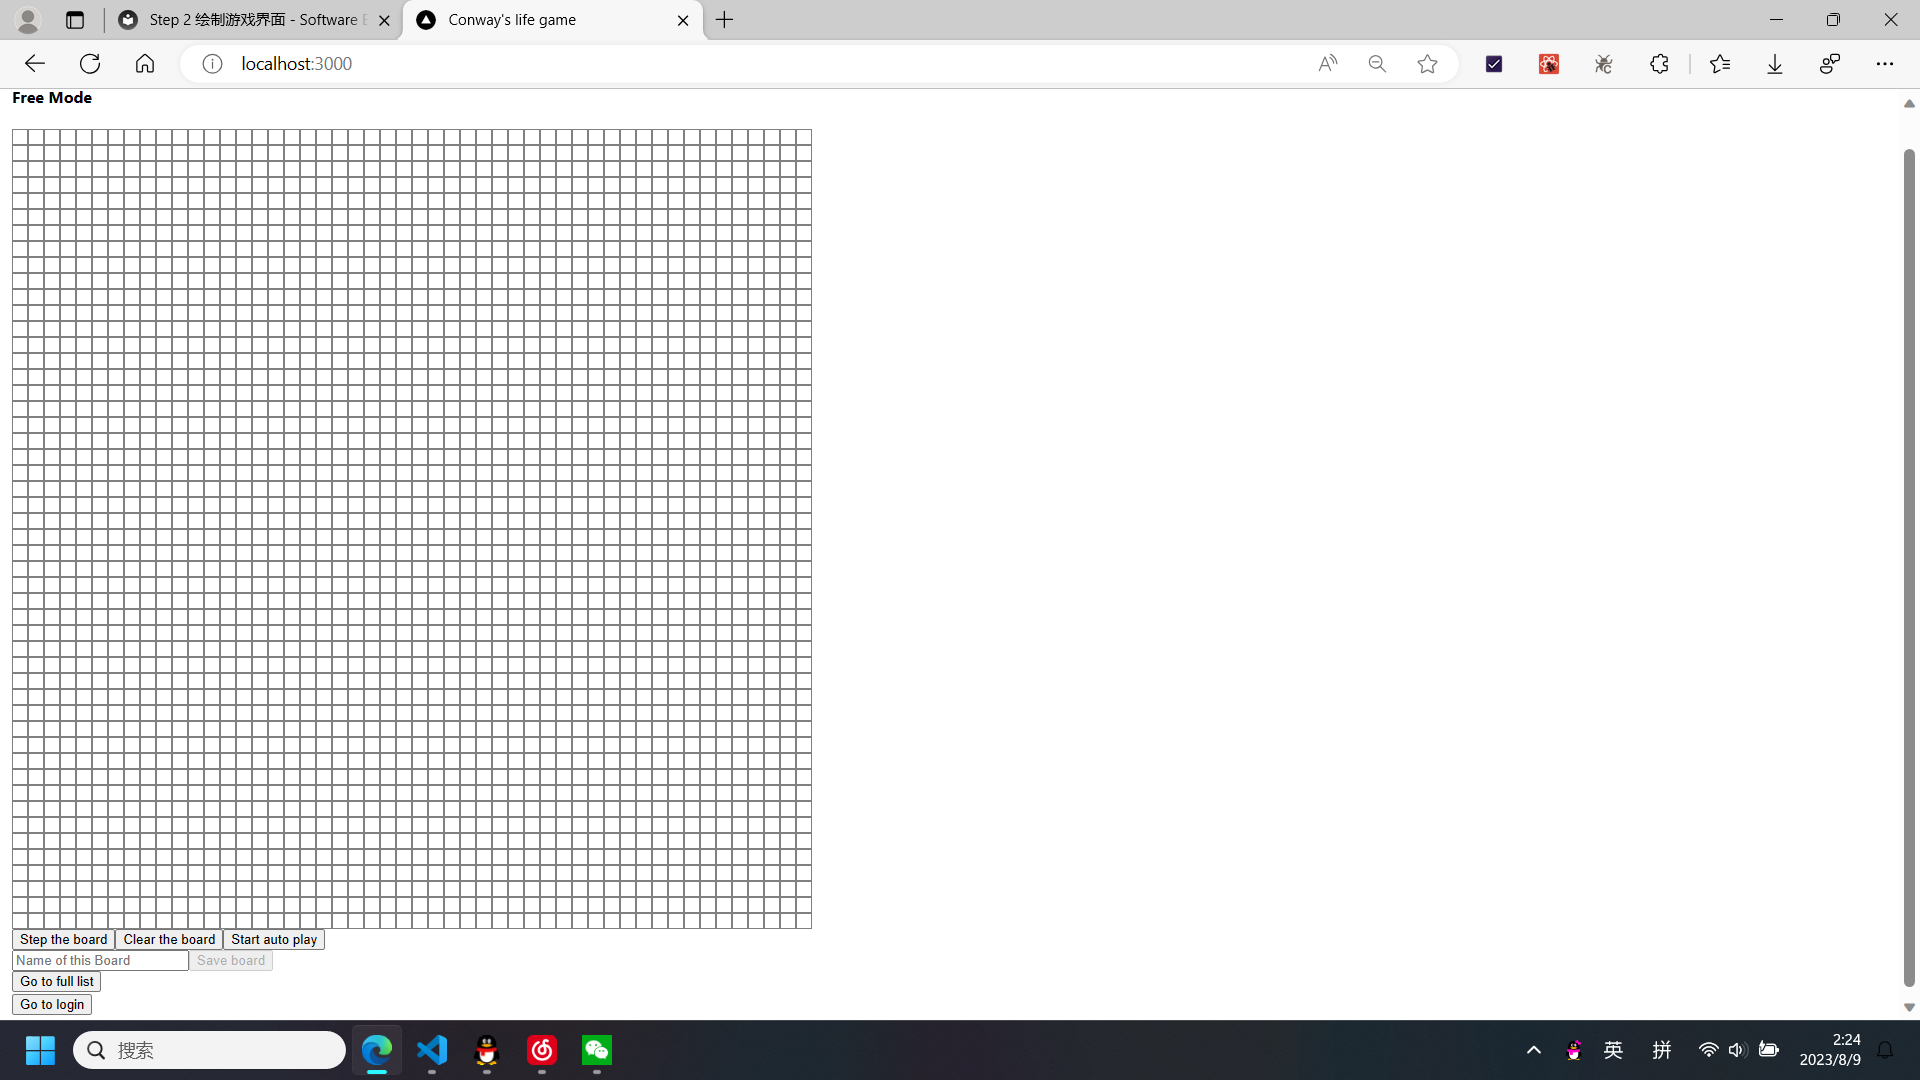 Step 2 绘制游戏界面 - Software E
Conway's life game
localhost:3000
Free Mode
Step the board Clear the board Start auto play
Name of this Board Save board
Go to full list
Go to login
搜索
英 拼 2:24
2023/8/9